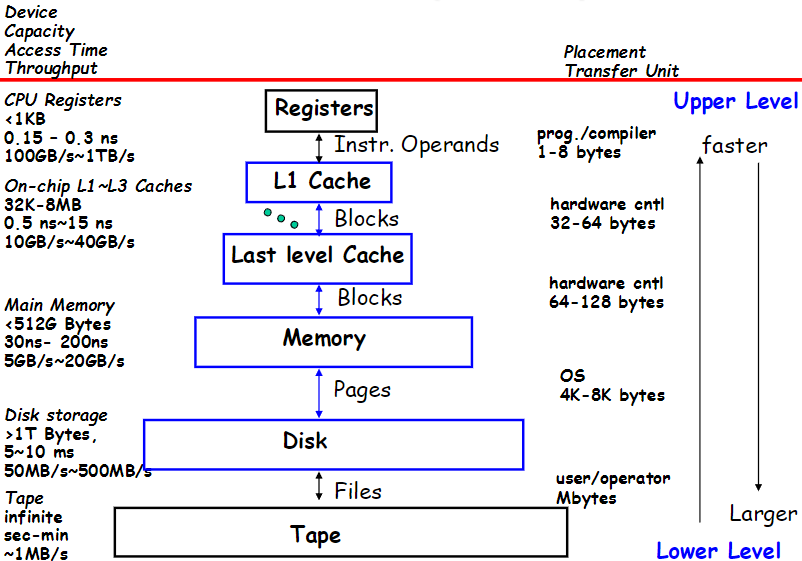 Device
Capacity
Access Time
Throughput
Placement
Transfer Unit
CPU Registers
<1KB
0.15 – 0.3 ns
100GB/s~1TB/s
Registers
Upper Level
prog./compiler
1-8 bytes
faster
Instr. Operands
On-chip L1~L3 Caches
32K-8MB
0.5 ns~15 ns
10GB/s~40GB/s
L1 Cache
Blocks
hardware cntl
32-64 bytes
Last level Cache
Blocks
hardware cntl
64-128 bytes
Main Memory
<512G Bytes
30ns- 200ns
5GB/s~20GB/s
Memory
Pages
OS
4K-8K bytes
Disk storage
>1T Bytes,
5~10 ms
50MB/s~500MB/s
Disk
Files
user/operator
Mbytes
Tape
infinite
sec-min
~1MB/s
Tape
Larger
Lower Level